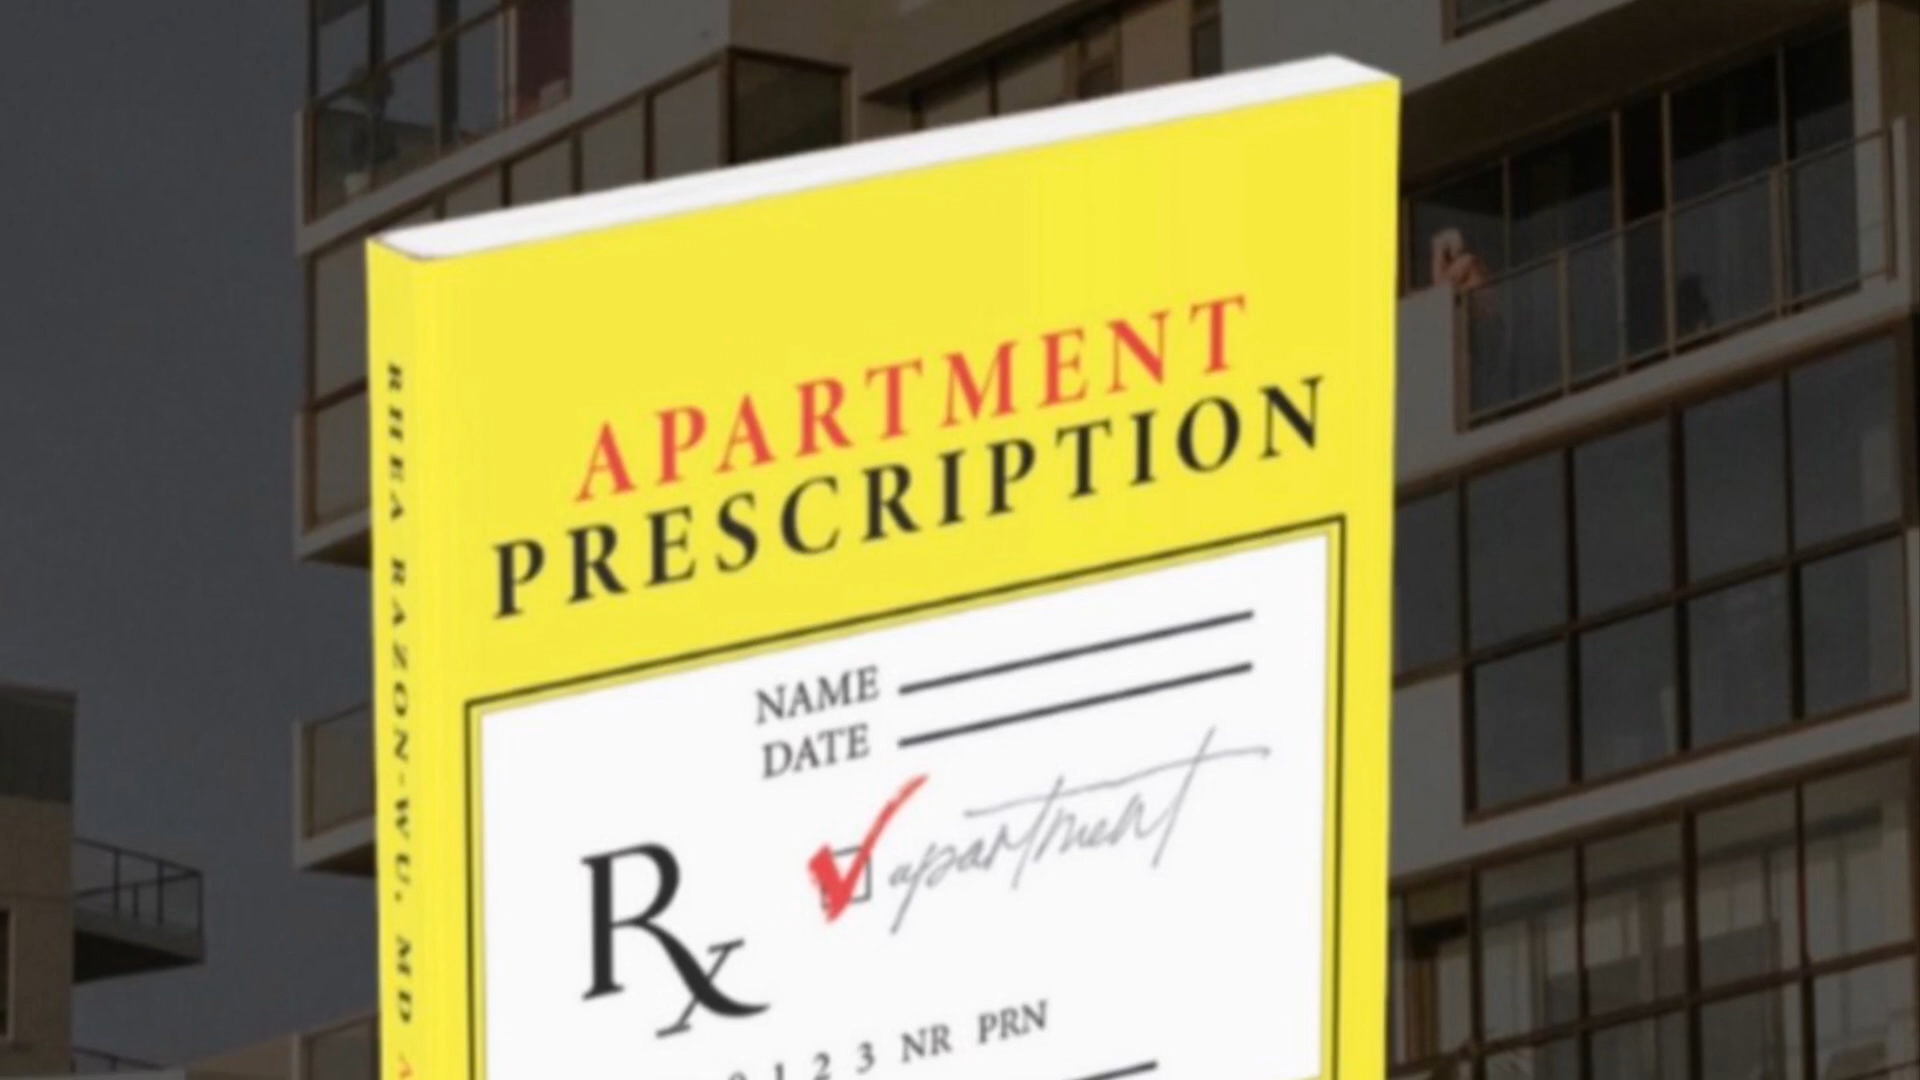 APARTMENT
PRESCRIPTION
NAME
DATE
Rx
apartment
0 1 2 3 NR PRN
RHEA RAZON-WU, MD